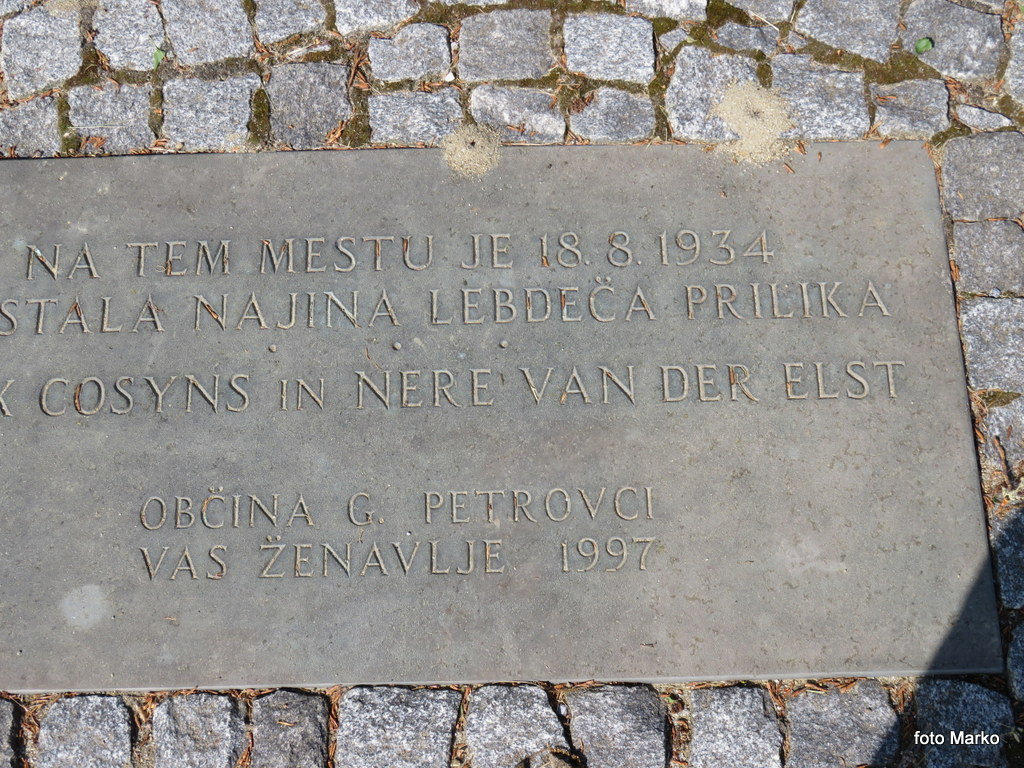 NA TEM MESTU JE 18.8.1934
STALA NAJINA LEBDEČA PRILIKA
X COSYNS IN NERE VAN DER ELST
OBČINA G. PETROVCI
VAS ŽENAVLJE 1997
foto Marko